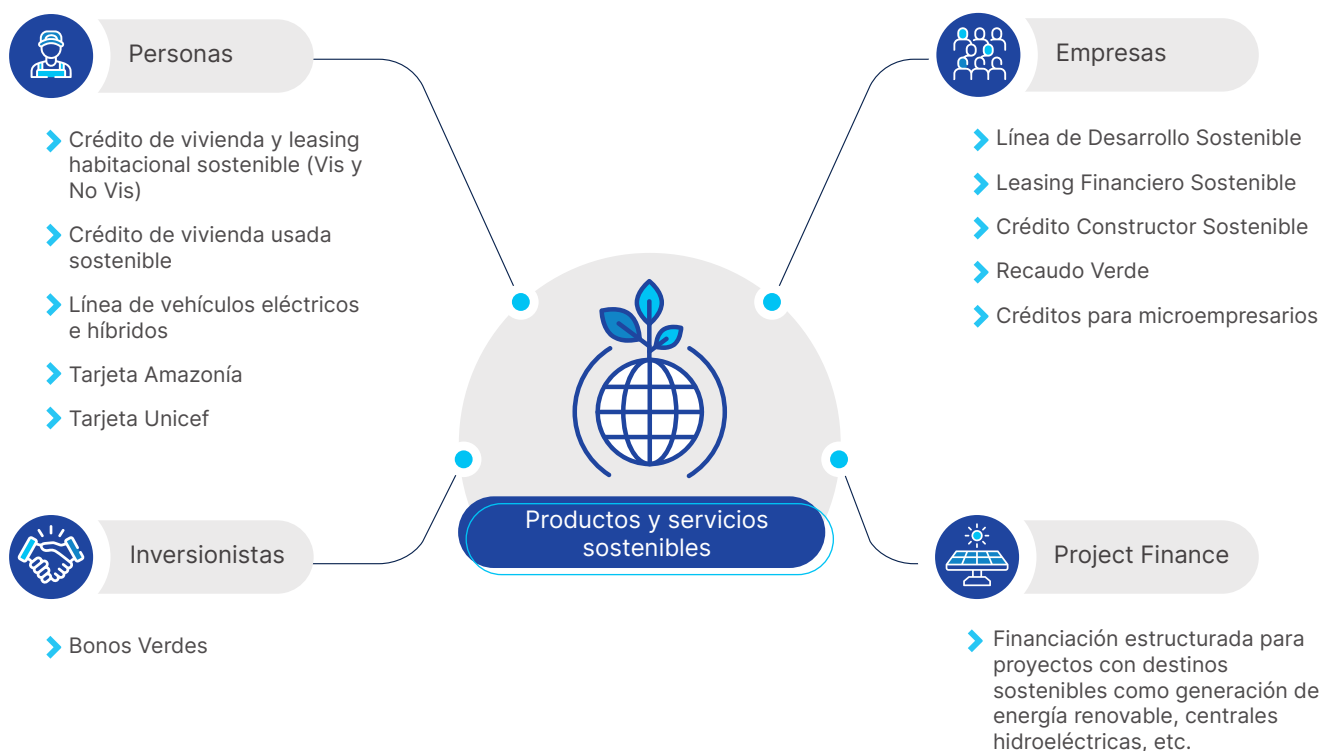 Personas
Crédito de vivienda y leasing
habitacional sostenible (Vis y
No Vis)
Crédito de vivienda usada
sostenible
Línea de vehículos eléctricos
e híbridos
Tarjeta Amazonía
Tarjeta Unicef
Empresas
Línea de Desarrollo Sostenible
Leasing Financiero Sostenible
Crédito Constructor Sostenible
Recaudo Verde
Créditos para microempresarios
Productos y servicios
sostenibles
Inversionistas
Bonos Verdes
Project Finance
Financiación estructurada para
proyectos con destinos
sostenibles como generación de
energía renovable, centrales
hidroeléctricas, etc.